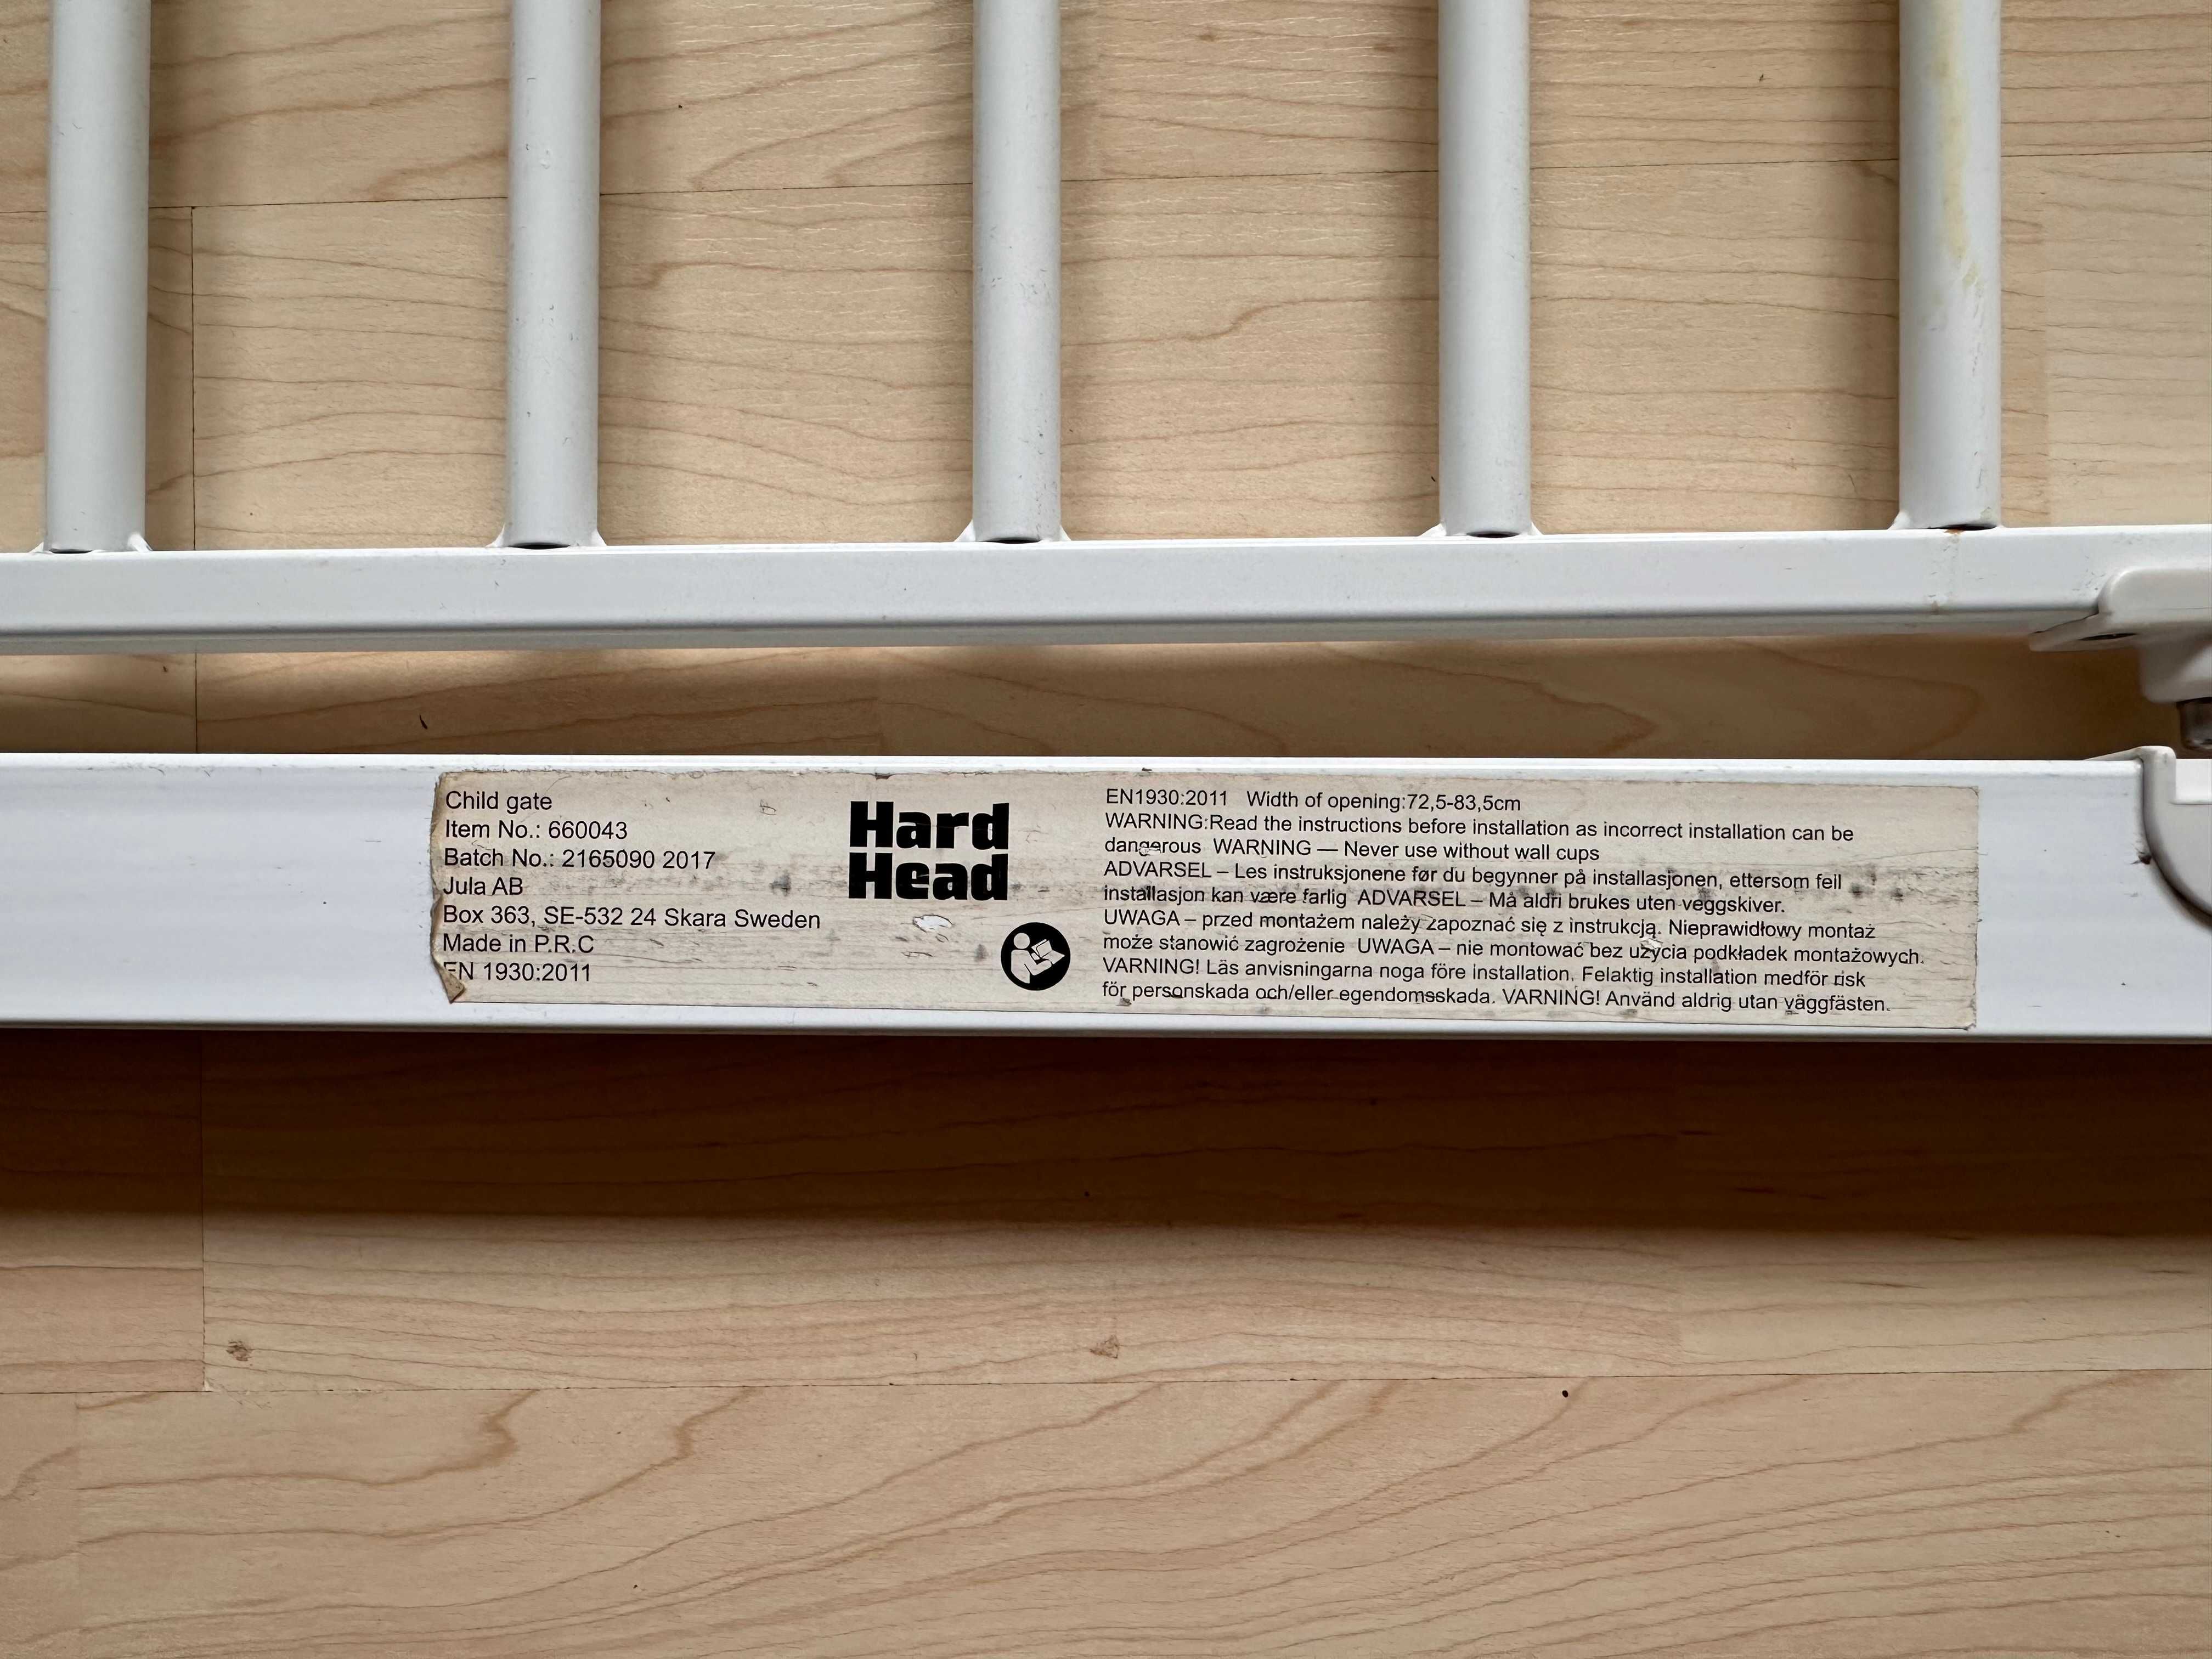 Child gate
Item No.: 660043
Batch No.: 2165090 2017
Jula AB
Box 363, SE-532 24 Skara Sweden
Made in P.R.C
EN 1930:2011
Hard
Head
EN1930:2011 Width of opening:72,5-83,5cm
WARNING:Read the instructions before installation as incorrect installation can be
dangerous WARNING — Never use without wall cups
ADVARSEL – Les instruksjonene før du begynner på installasjonen, ettersom feil
installasjon kan være farlig ADVARSEL – Må aldri brukes uten veggskiver.
UWAGA – przed montażem należy zapoznać się z instrukcją. Nieprawidłowy montaż
może stanowić zagrożenie UWAGA – nie montować bez użycia podkładek montażowych.
VARNING! Läs anvisningarna noga före installation. Felaktig installation medför risk
för personskada och/eller egendomsskada. VARNING! Använd aldrig utan väggfästen.